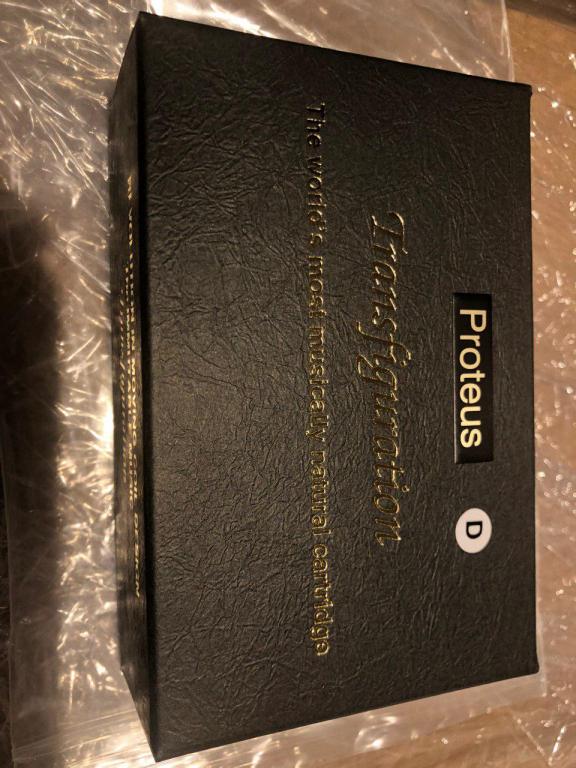 Proteus
D
Transfiguration
The world's most musically natural cartridge